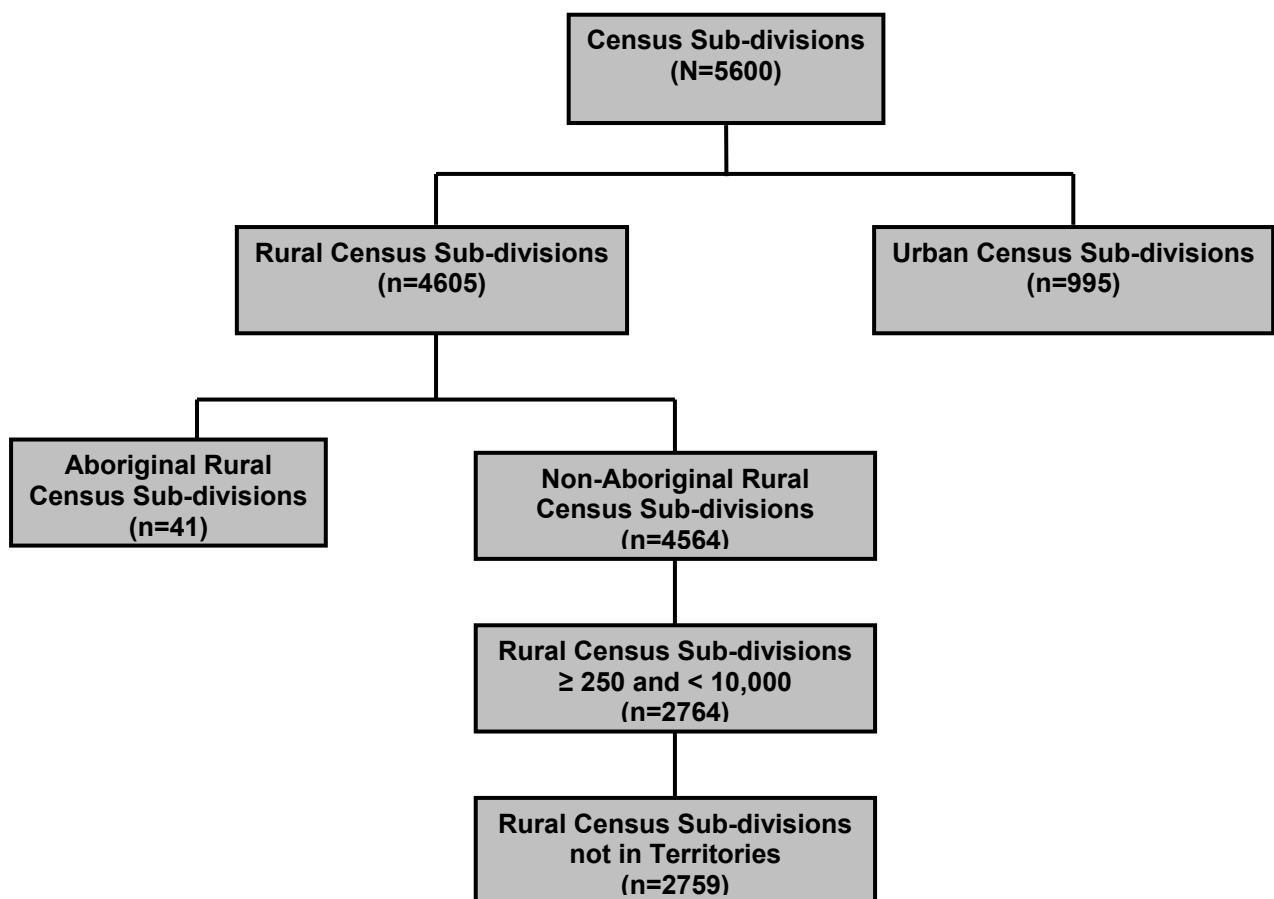 Census Sub-divisions
(N=5600)
Rural Census Sub-divisions
(n=4605)
Urban Census Sub-divisions
(n=995)
Aboriginal Rural
Census Sub-divisions
(n=41)
Non-Aboriginal Rural
Census Sub-divisions
(n=4564)
Rural Census Sub-divisions
≥ 250 and < 10,000
(n=2764)
Rural Census Sub-divisions
not in Territories
(n=2759)